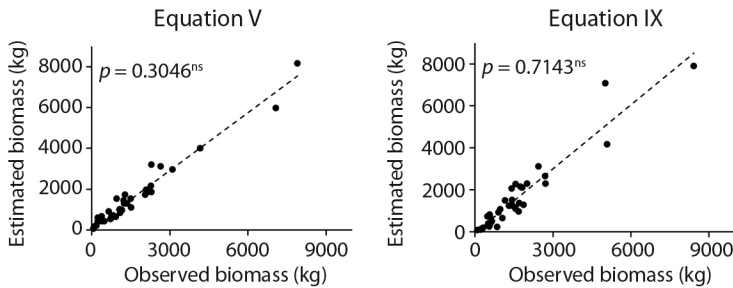 Equation V
Estimated biomass (kg)
8000
6000
4000
2000
0
p = 0.3046ns
0 3000 6000 9000
Observed biomass (kg)
Equation IX
Estimated biomass (kg)
8000
6000
4000
2000
0
p = 0.7143ns
0 3000 6000 9000
Observed biomass (kg)